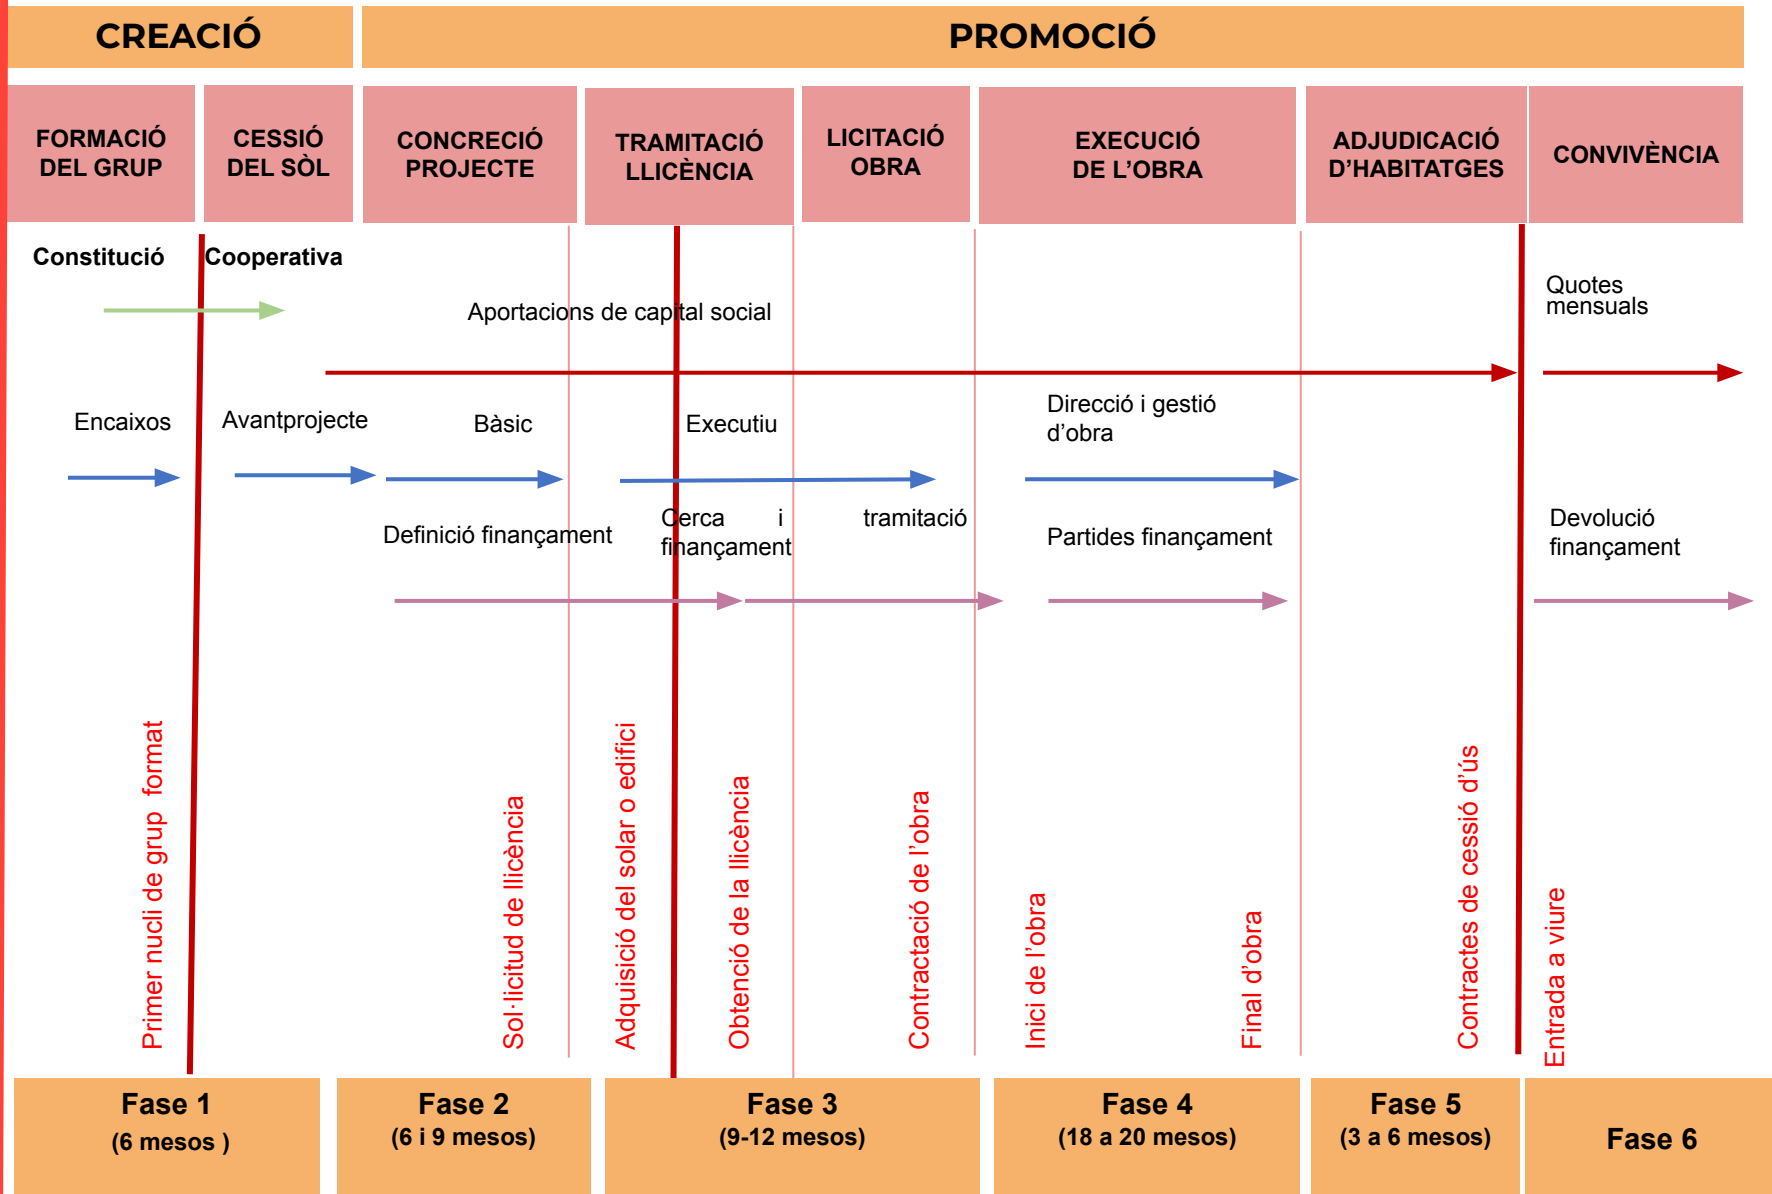 CREACIÓ
PROMOCIÓ
FORMACIÓ
DEL GRUP
CESSIÓ
DEL SÒL
CONCRECIÓ
PROJECTE
TRAMITACIÓ
LLICÈNCIA
LICITACIÓ
OBRA
EXECUCIÓ
DE L’OBRA
ADJUDICACIÓ
D’HABITATGES
CONVIVÈNCIA
Constitució Cooperativa
Aportacions de capital social
Quotes
mensuals
Encaixos
Avantprojecte
Bàsic
Executiu
Direcció i gestió
d’obra
Definició finançament
Cerca i tramitació
finançament
Partides finançament
Devolució
finançament
Primer nucli de grup format
Sol·licitud de llicència
Adquisició del solar o edifici
Obtenció de la llicència
Contractació de l’obra
Inici de l’obra
Final d’obra
Contractes de cessió d’ús
Entrada a viure
Fase 1
(6 mesos )
Fase 2
(6 i 9 mesos)
Fase 3
(9-12 mesos)
Fase 4
(18 a 20 mesos)
Fase 5
(3 a 6 mesos)
Fase 6